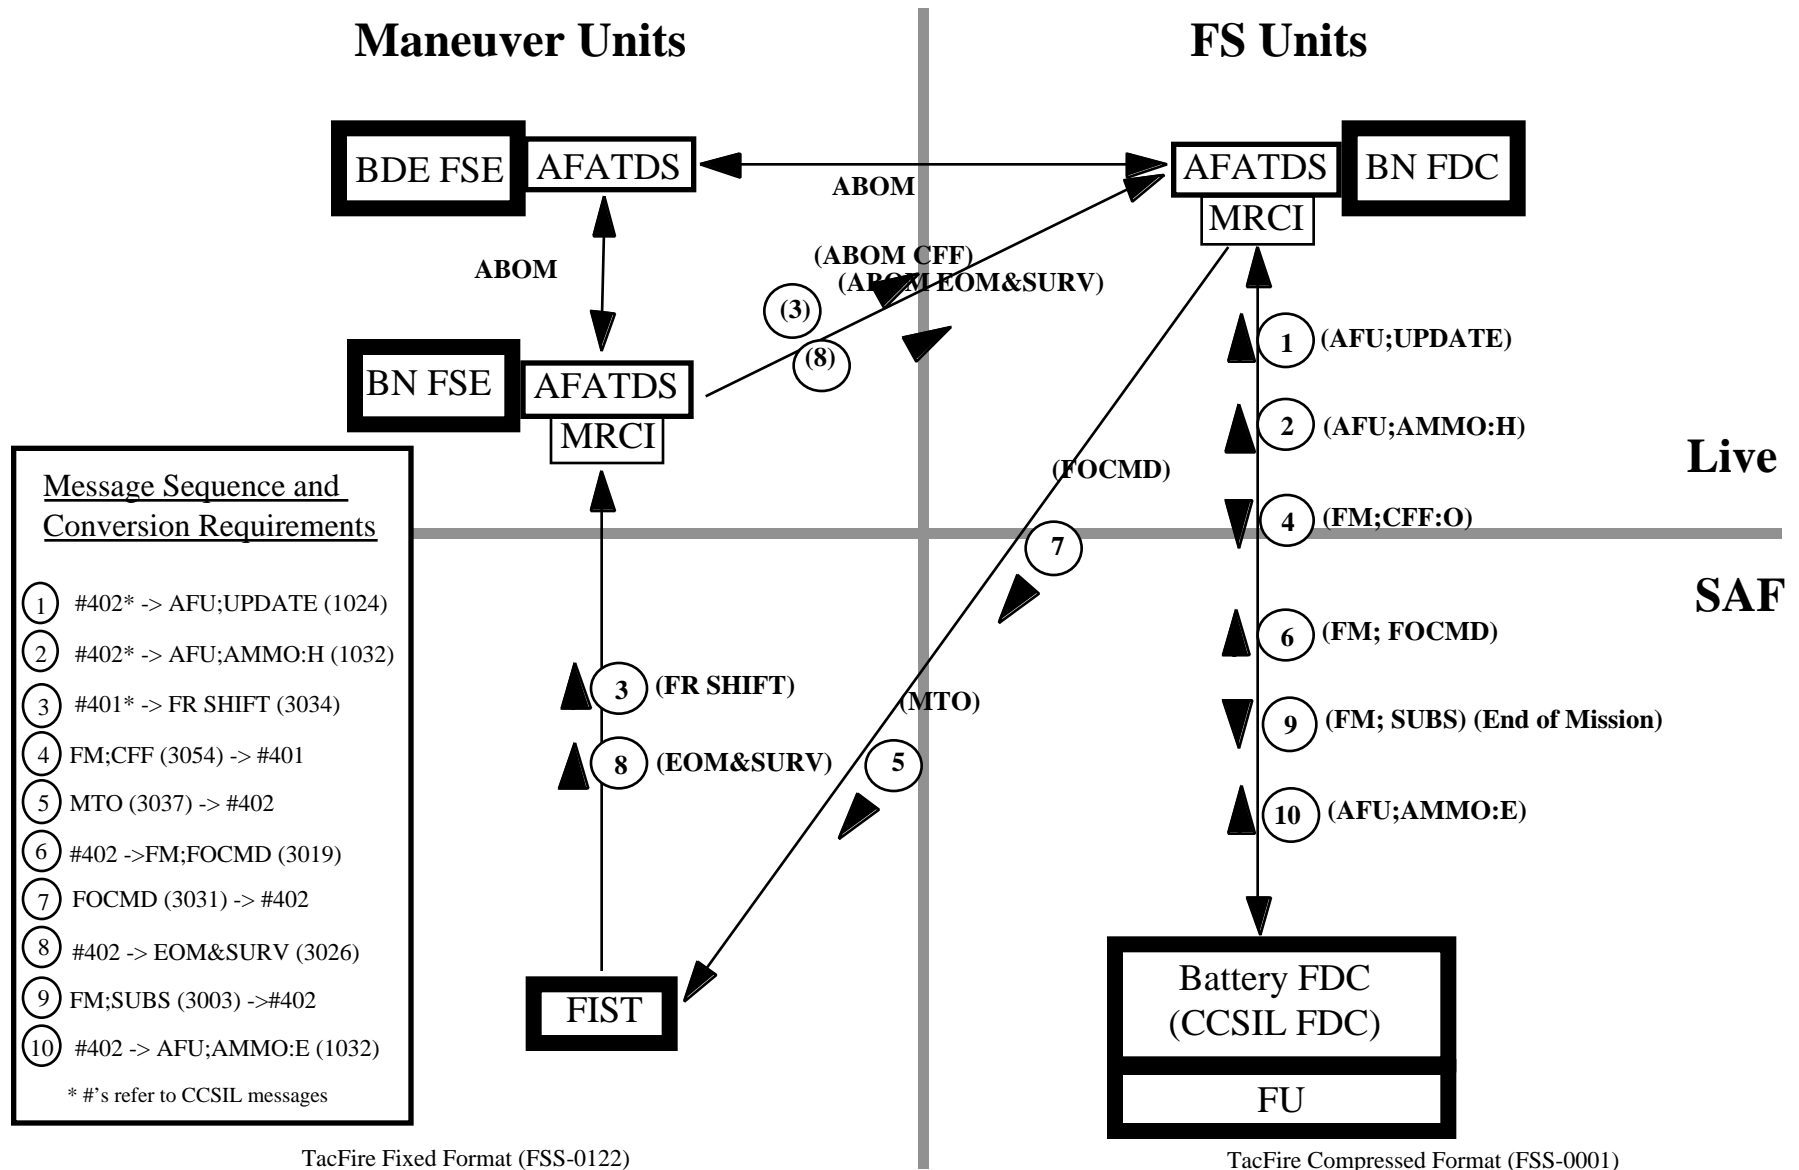 Maneuver Units
FS Units
BDE FSE
AFATDS
AFATDS
BN FDC
MRCI
ABOM
ABOM
(ABOM CFF)
(ABOM EOM&SURV)
(3)
(8)
BN FSE
AFATDS
MRCI
1 (AFU;UPDATE)
2 (AFU;AMMO:H)
(FOCMD)
Live
4 (FM;CFF:O)
7
SAF
6 (FM; FOCMD)
3 (FR SHIFT)
(MTO)
9 (FM; SUBS) (End of Mission)
8 (EOM&SURV)
5
10 (AFU;AMMO:E)
Message Sequence and
Conversion Requirements
1 #402* -> AFU;UPDATE (1024)
2 #402* -> AFU;AMMO:H (1032)
3 #401* -> FR SHIFT (3034)
4 FM;CFF (3054) -> #401
5 MTO (3037) -> #402
6 #402 ->FM;FOCMD (3019)
7 FOCMD (3031) -> #402
8 #402 -> EOM&SURV (3026)
9 FM;SUBS (3003) ->#402
10 #402 -> AFU;AMMO:E (1032)
* #'s refer to CCSIL messages
FIST
Battery FDC
(CCSIL FDC)
FU
TacFire Fixed Format (FSS-0122)
TacFire Compressed Format (FSS-0001)